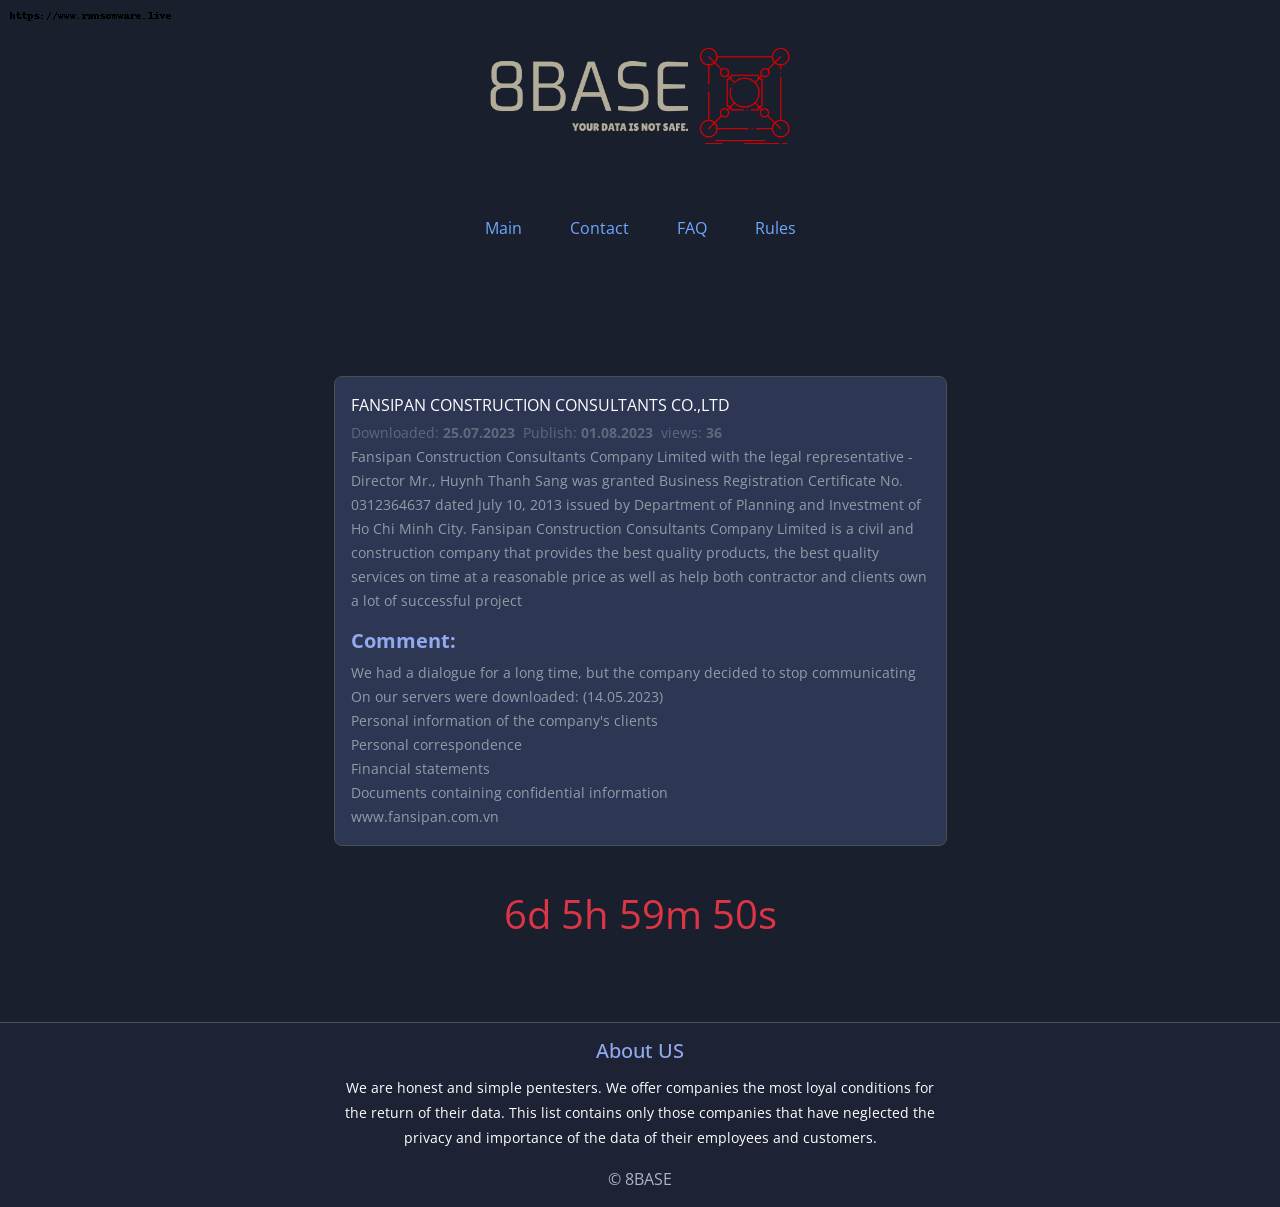 https://www.ransomware.live
8BASE
YOUR DATA IS NOT SAFE.
Main Contact FAQ Rules
FANSIPAN CONSTRUCTION CONSULTANTS CO.,LTD
Downloaded: 25.07.2023 Publish: 01.08.2023 views: 36
Fansipan Construction Consultants Company Limited with the legal representative -
Director Mr., Huynh Thanh Sang was granted Business Registration Certificate No.
0312364637 dated July 10, 2013 issued by Department of Planning and Investment of
Ho Chi Minh City. Fansipan Construction Consultants Company Limited is a civil and
construction company that provides the best quality products, the best quality
services on time at a reasonable price as well as help both contractor and clients own
a lot of successful project
Comment:
We had a dialogue for a long time, but the company decided to stop communicating
On our servers were downloaded: (14.05.2023)
Personal information of the company's clients
Personal correspondence
Financial statements
Documents containing confidential information
www.fansipan.com.vn
6d 5h 59m 50s
About US
We are honest and simple pentesters. We offer companies the most loyal conditions for
the return of their data. This list contains only those companies that have neglected the
privacy and importance of the data of their employees and customers.
© 8BASE